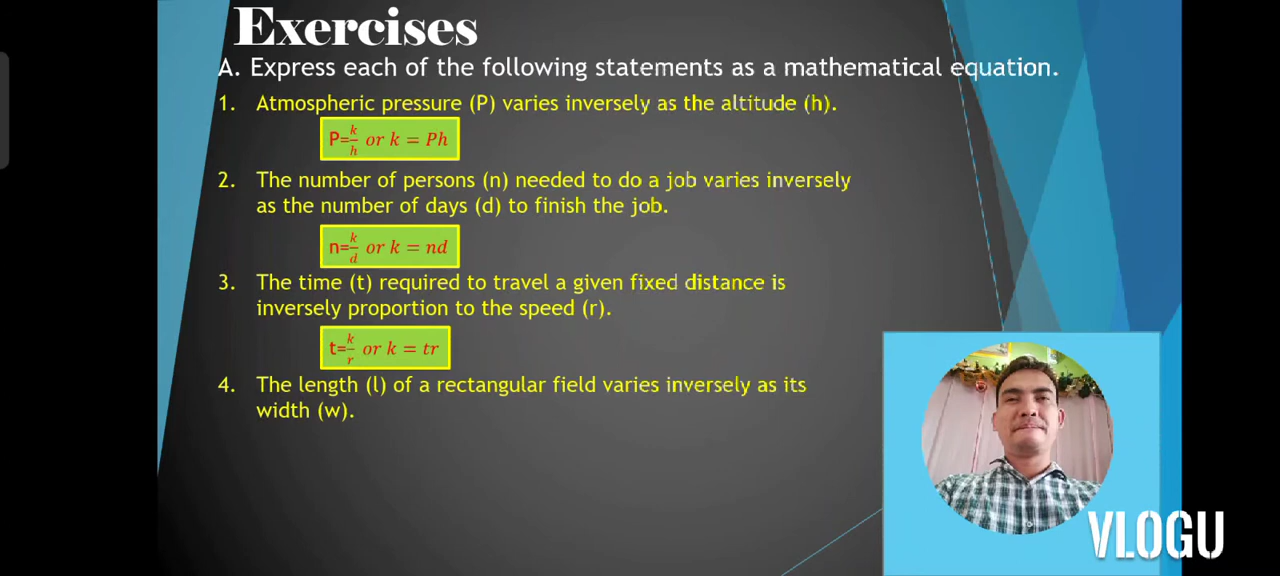 Exercises
A. Express each of the following statements as a mathematical equation.
1. Atmospheric pressure (P) varies inversely as the altitude (h).
P=k/h or k = Ph
2. The number of persons (n) needed to do a job varies inversely
as the number of days (d) to finish the job.
n=k/d or k = nd
3. The time (t) required to travel a given fixed distance is
inversely proportion to the speed (r).
t=k/r or k = tr
4. The length (l) of a rectangular field varies inversely as its
width (w).
VLOGU